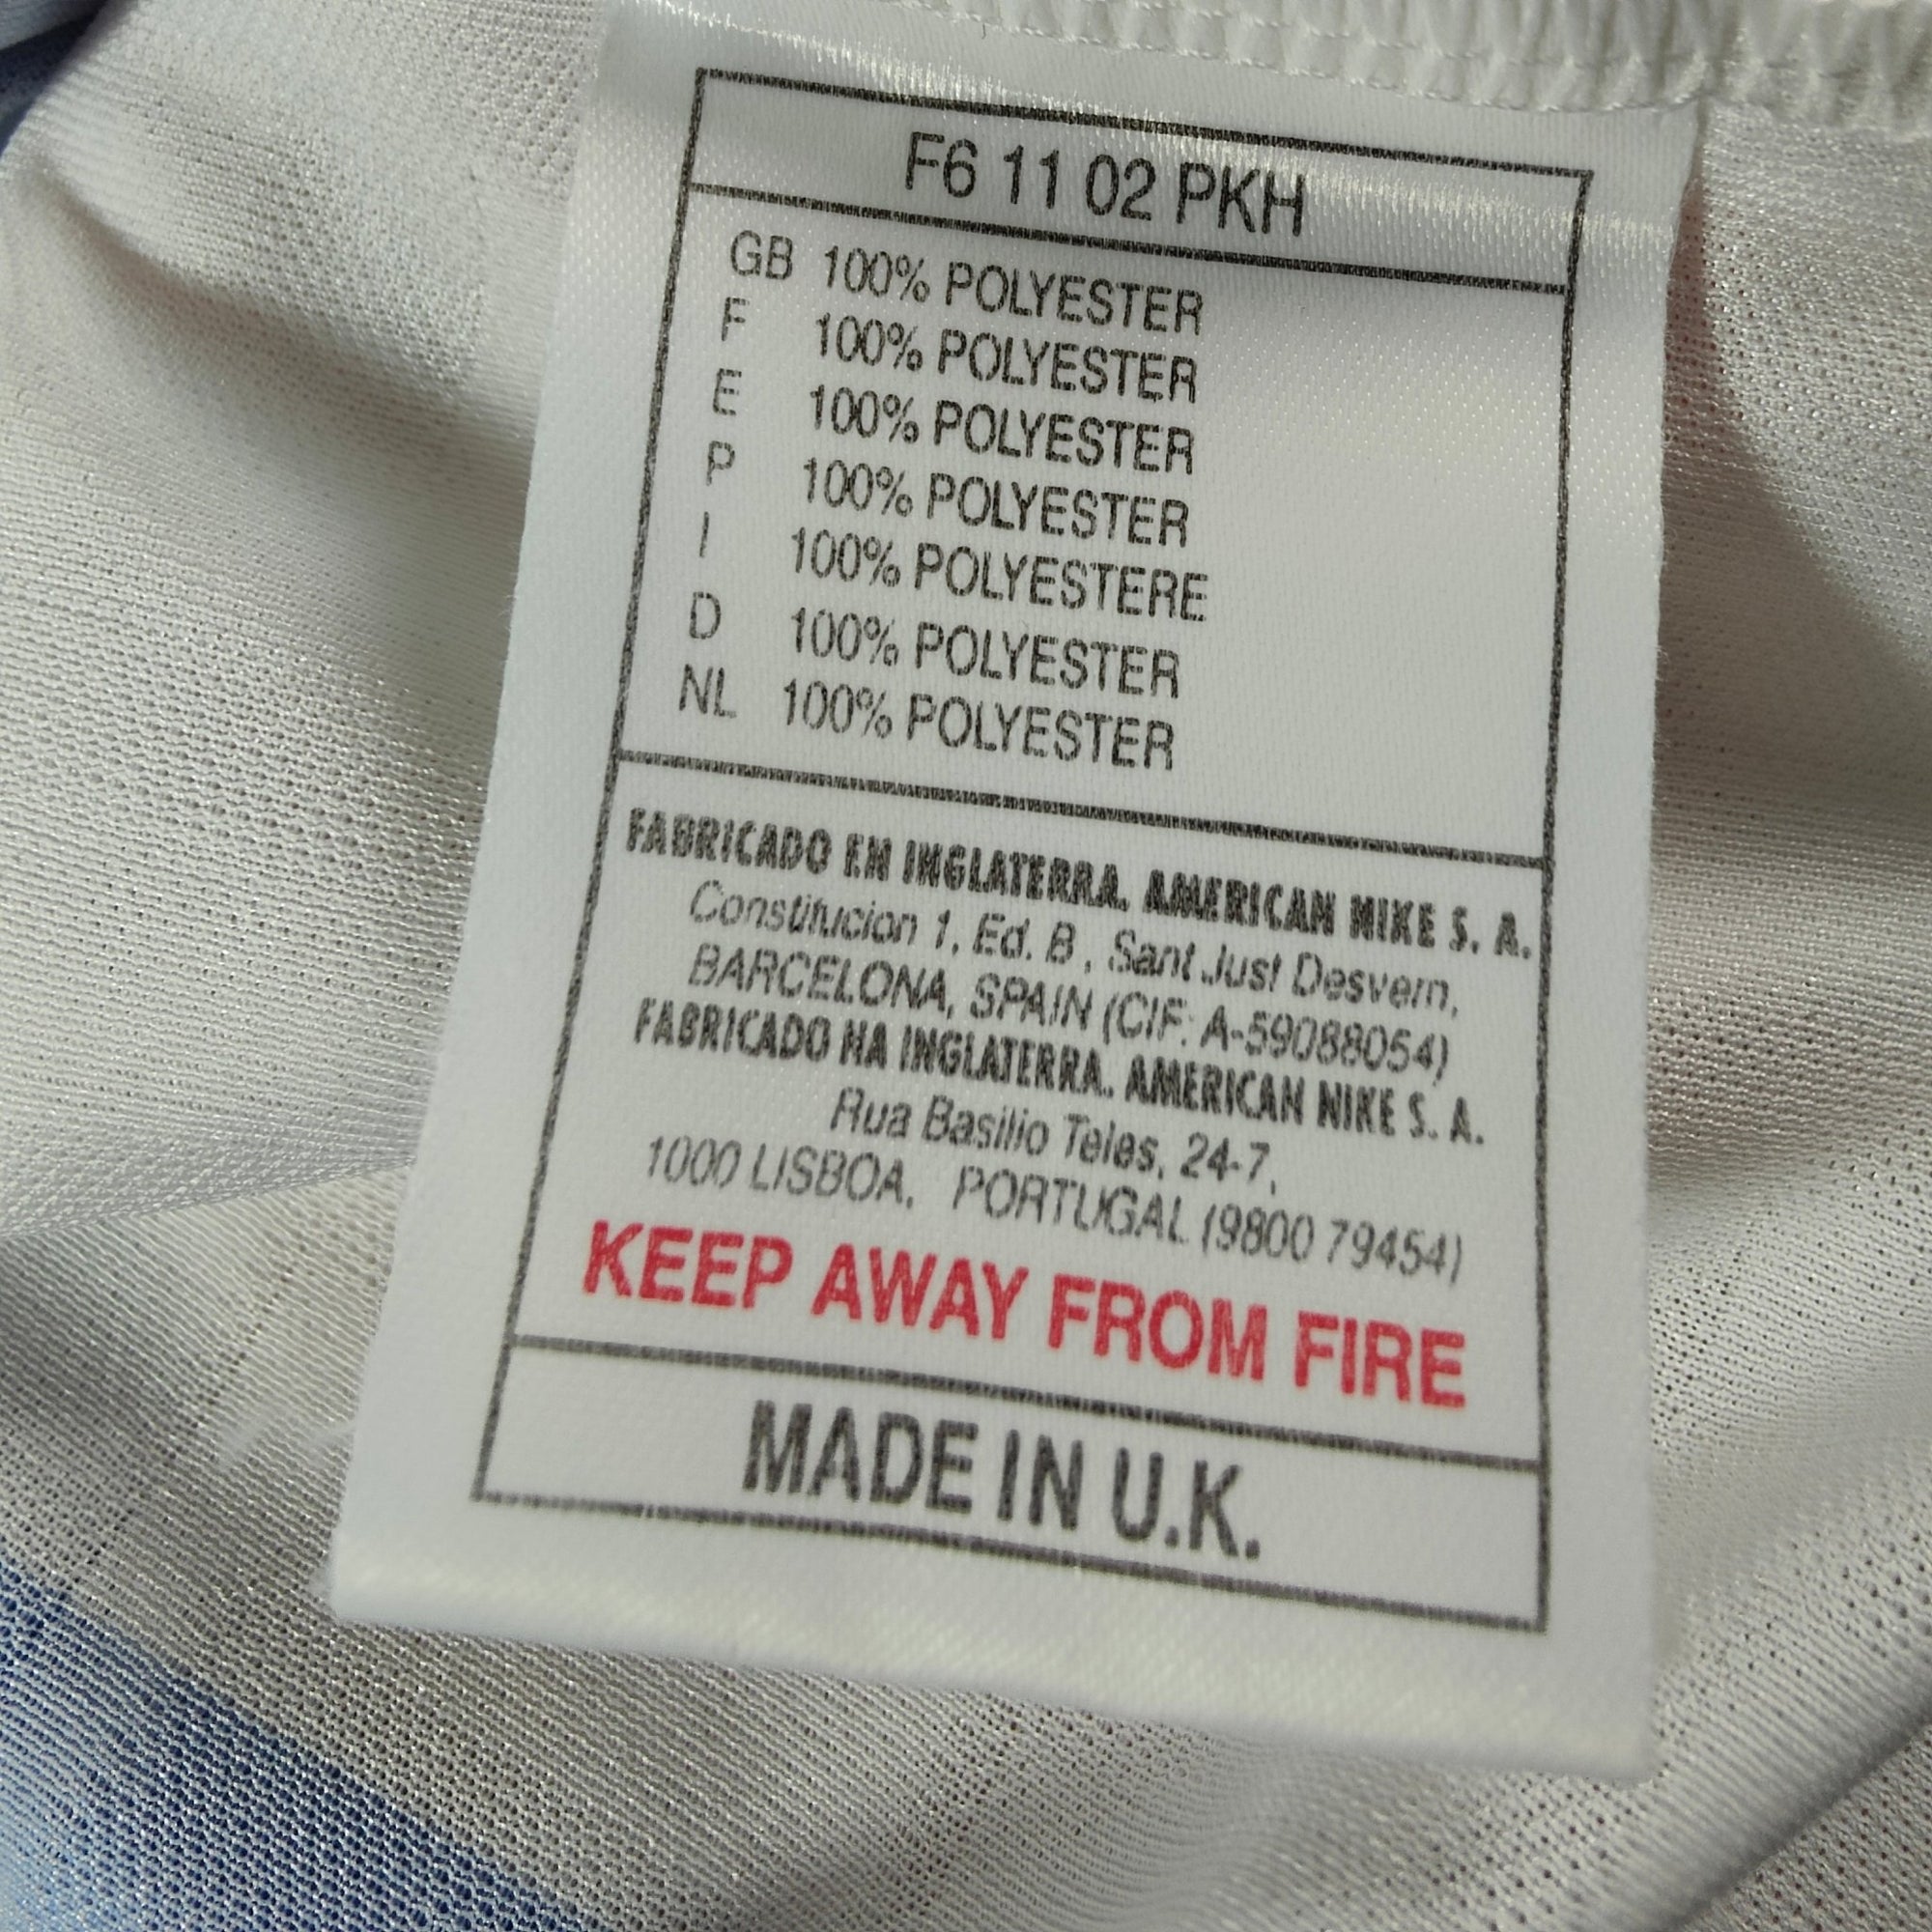 F6 11 02 PKH
GB 100% POLYESTER
F 100% POLYESTER
E 100% POLYESTER
P 100% POLYESTER
I 100% POLYESTERE
D 100% POLYESTER
NL 100% POLYESTER
FABRICADO EN INGLATERRA. AMERICAN NIKE S. A.
Constitucion 1, Ed. B, Sant Just Desvern,
BARCELONA, SPAIN (CIF: A-59088054)
FABRICADO NA INGLATERRA. AMERICAN NIKE S. A.
Rua Basilio Teles, 24-7,
1000 LISBOA, PORTUGAL (9800 79454)
KEEP AWAY FROM FIRE
MADE IN U.K.